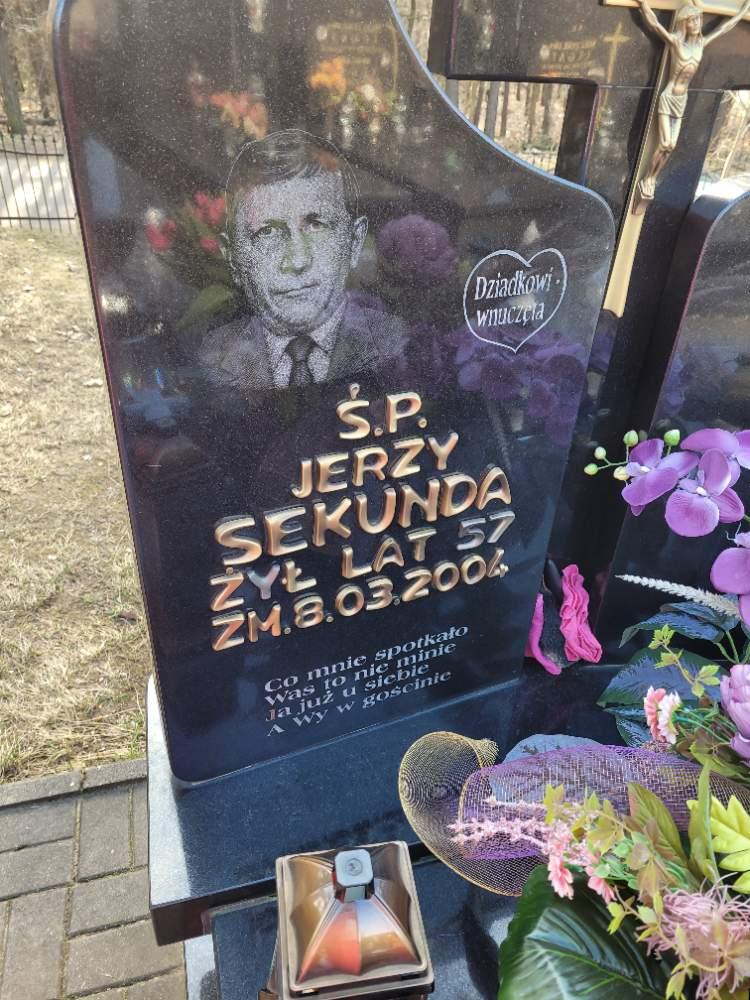 Dziadkowi
wnuczęta
Ś.P.
JERZY
SEKUNDA
ŻYŁ LAT 57
ZM.8.03.2004.
Co mnie spotkało
Was to nie minie
Ja już u siebie
A Wy w gościnie